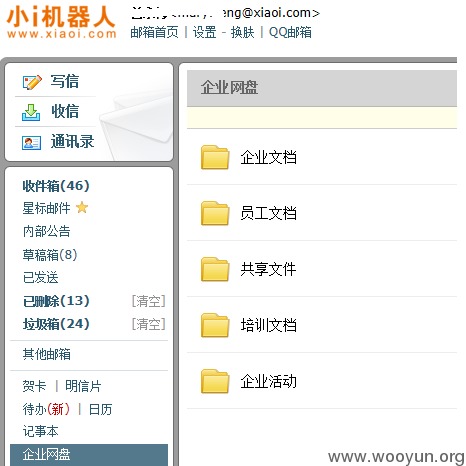 小i机器人
www.xiaoi.com
eng@xiaoi.com>
邮箱首页 | 设置 - 换肤 | QQ邮箱
写信
收信
通讯录
收件箱(46)
星标邮件
内部公告
草稿箱(8)
已发送
已删除(13) [清空]
垃圾箱(24) [清空]
其他邮箱
贺卡 | 明信片
待办(新) | 日历
记事本
企业网盘
企业网盘
企业文档
员工文档
共享文件
培训文档
企业活动
www.wooyun.org